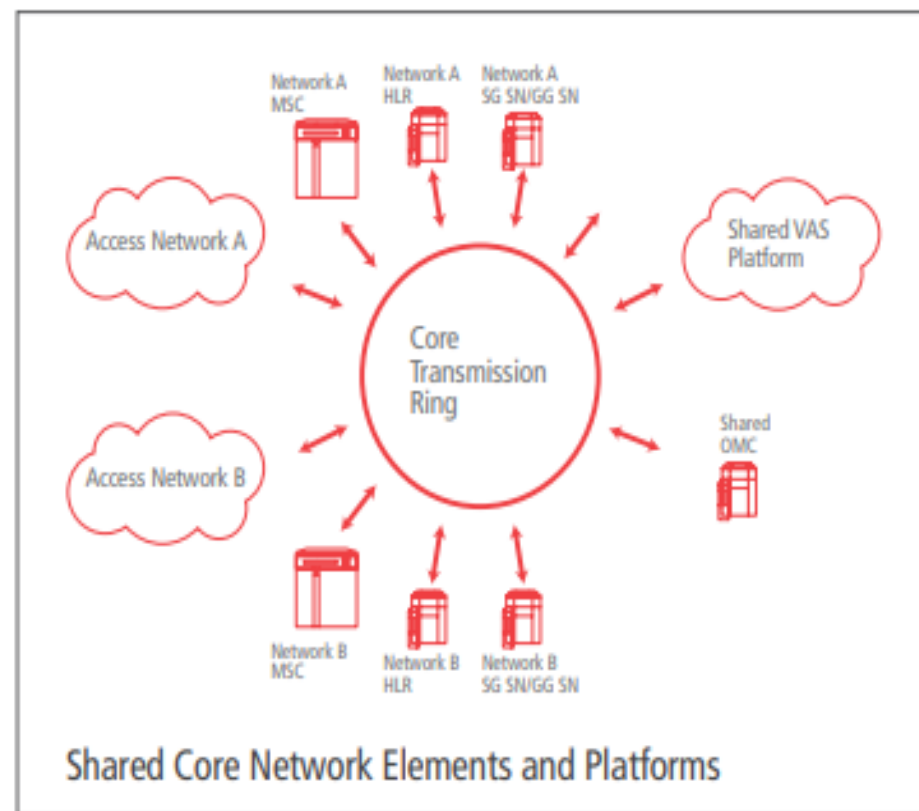 Network A
MSC
Network A
HLR
Network A
SG SN/GG SN
Access Network A
Shared VAS
Platform
Core
Transmission
Ring
Access Network B
Shared
OMC
Network B
MSC
Network B
HLR
Network B
SG SN/GG SN
Shared Core Network Elements and Platforms